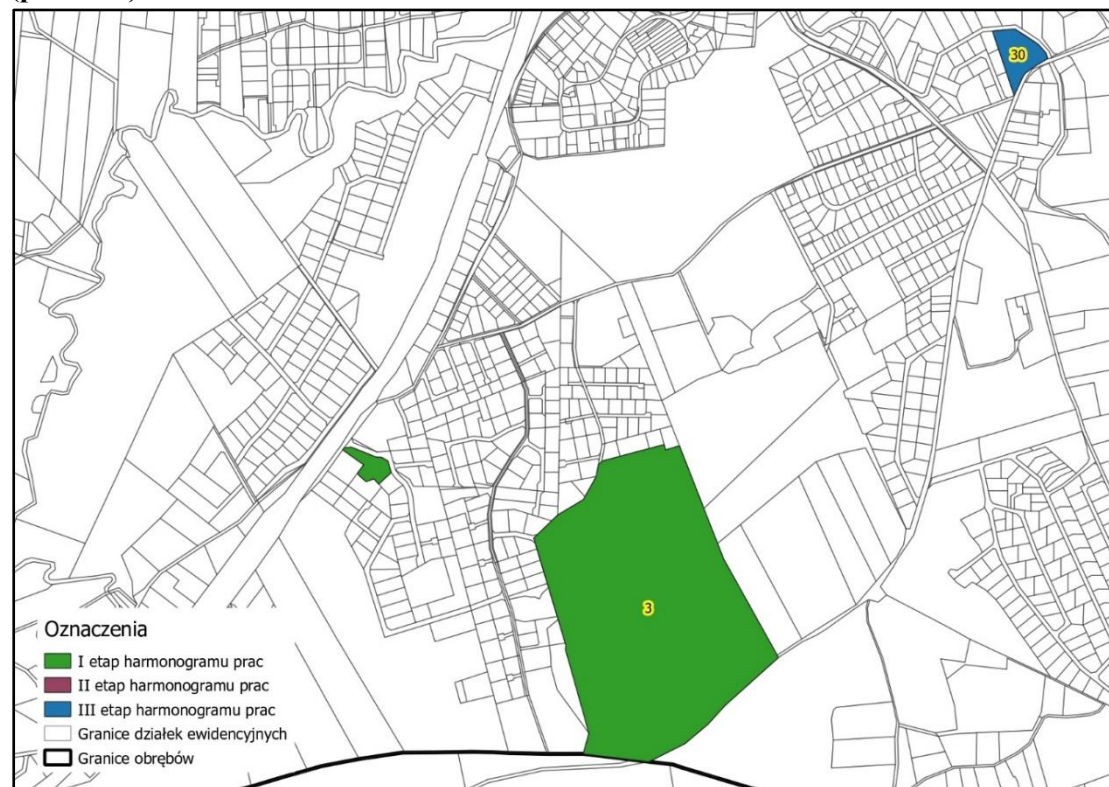 30
3
Oznaczenia
I etap harmonogramu prac
II etap harmonogramu prac
III etap harmonogramu prac
Granice działek ewidencyjnych
Granice obrębów